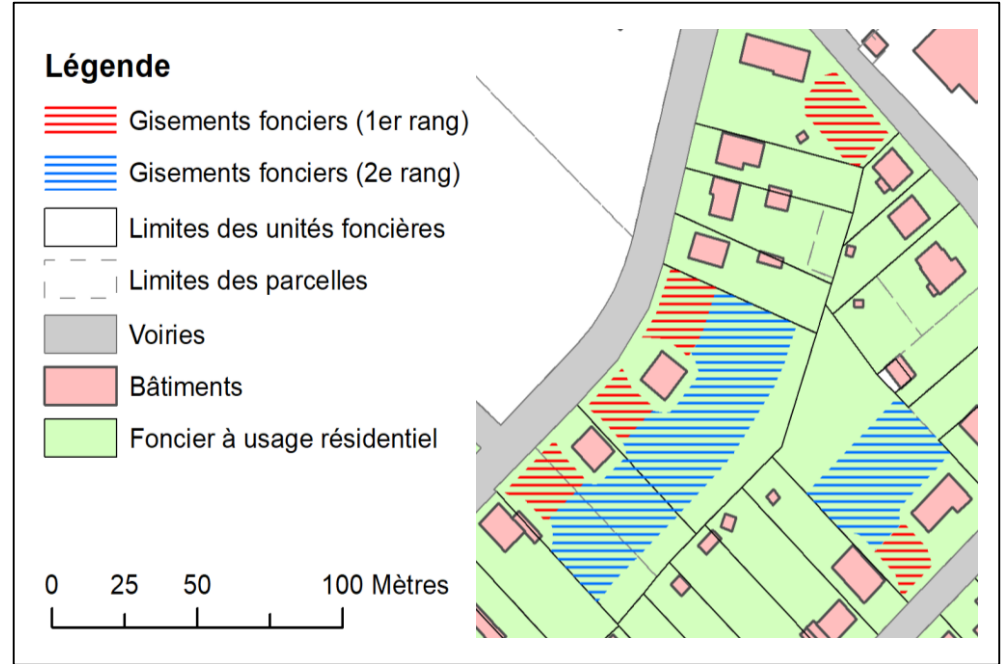 Légende
Gisements fonciers (1er rang)
Gisements fonciers (2e rang)
Limites des unités foncières
Limites des parcelles
Voiries
Bâtiments
Foncier à usage résidentiel
0 25 50 100 Mètres